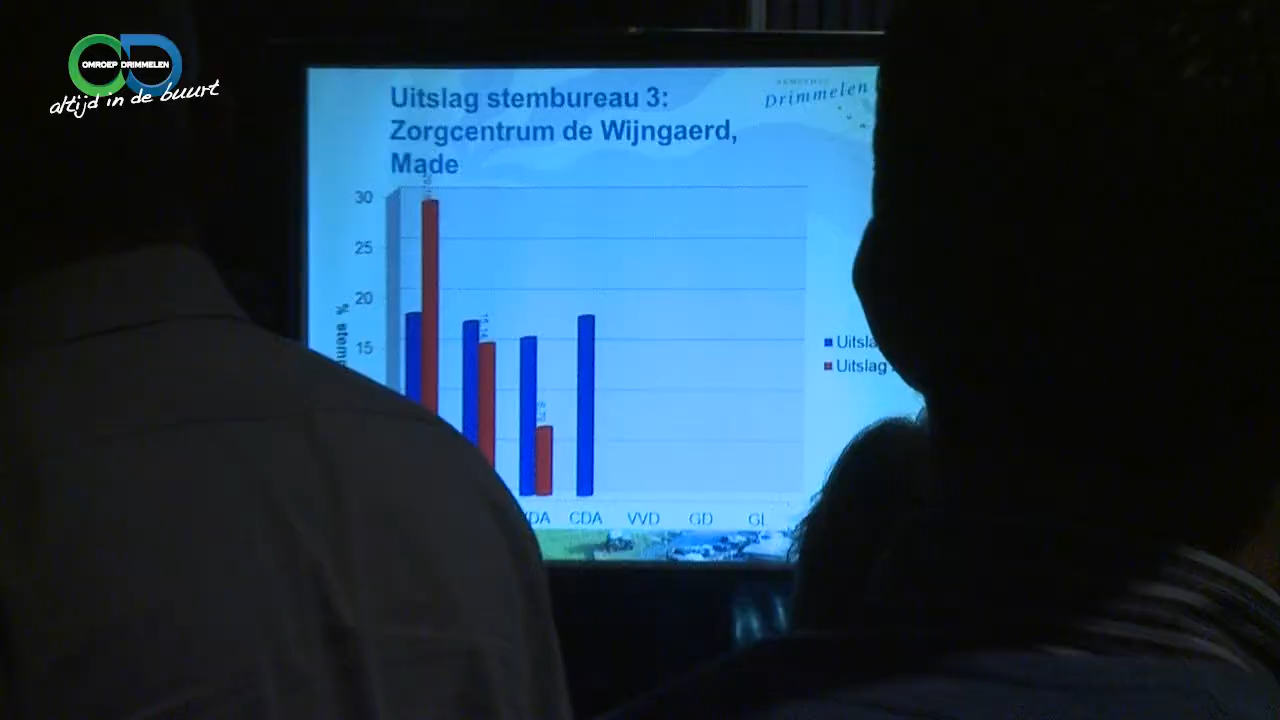 OMROEP DRIMMELEN
altijd in de buurt
Uitslag stembureau 3:
Zorgcentrum de Wijngaerd,
Made
Drimmelen
30
25
20
15
%
CDA
VVD
GD
GL
Uitslag